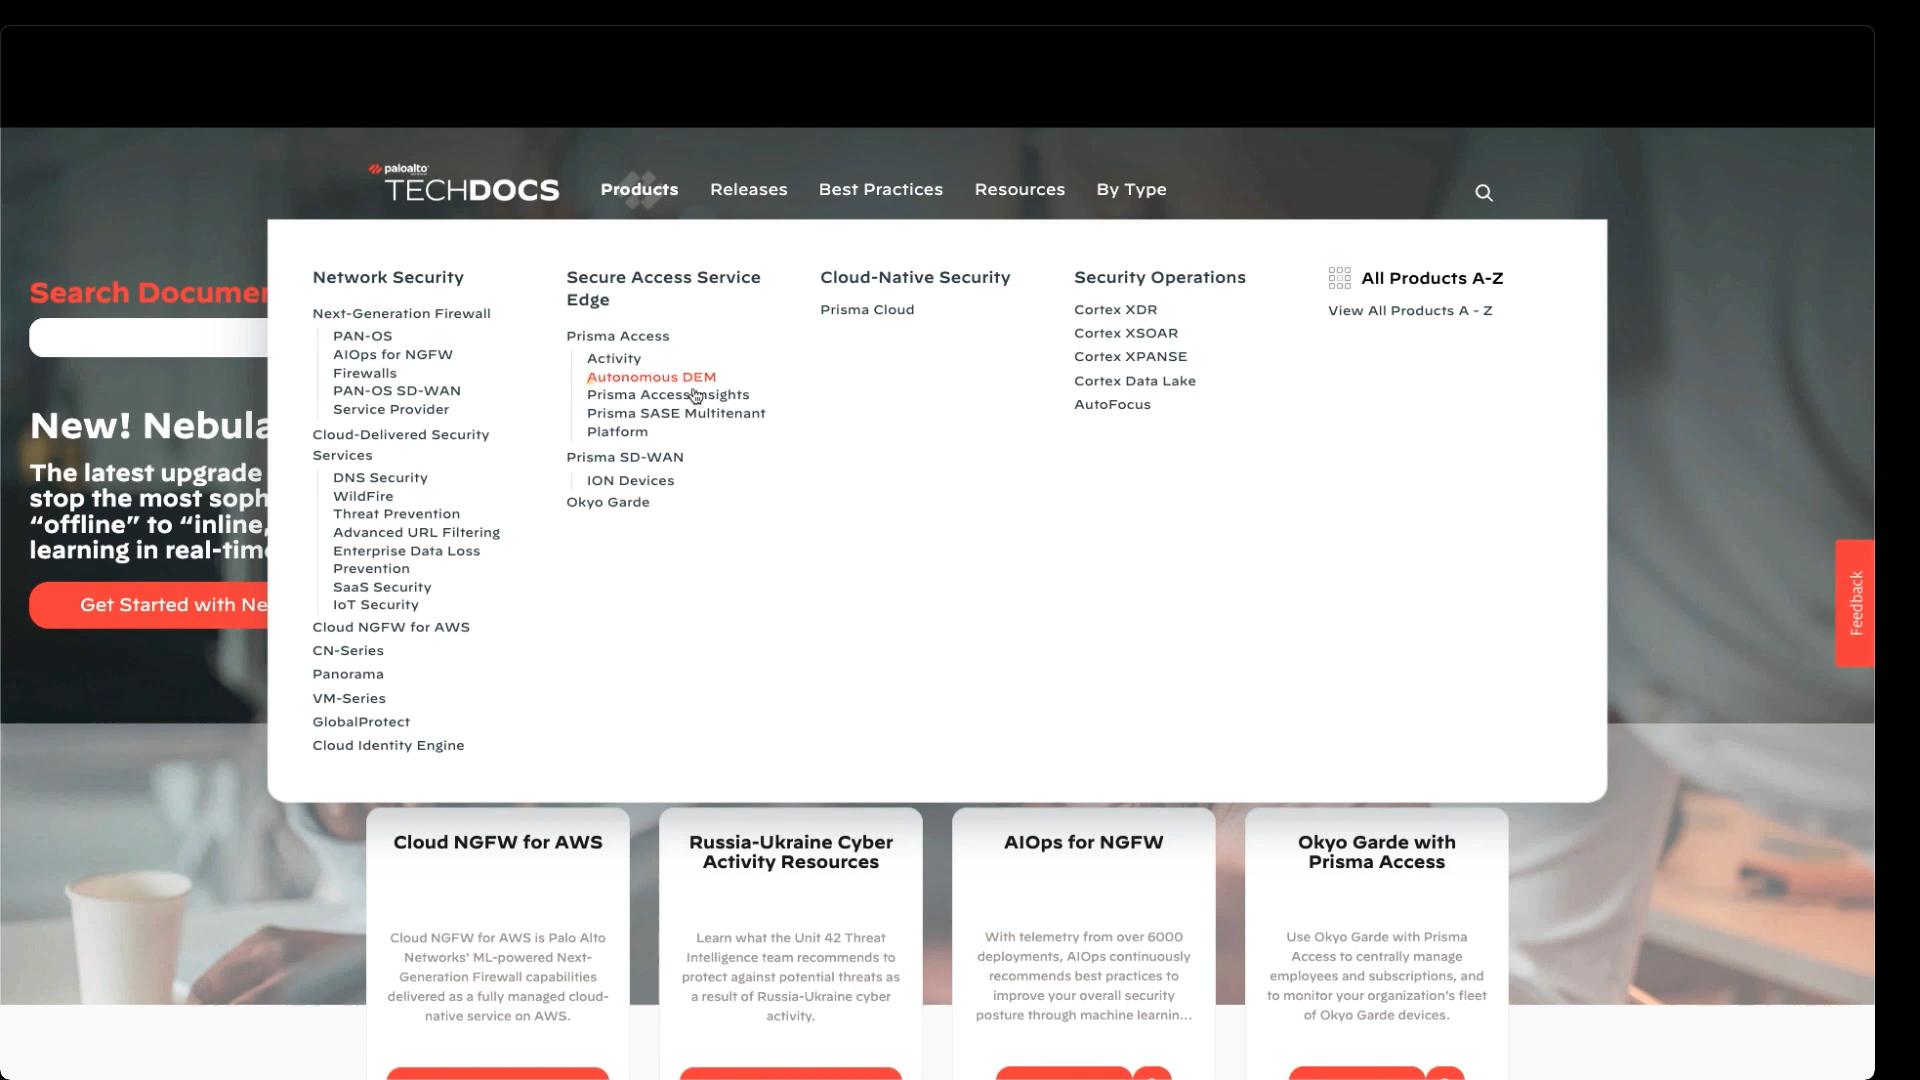 paloalto
TECHDOCS
Products
Releases
Best Practices
Resources
By Type
Search Documen
New! Nebula
The latest upgrade
stop the most soph
“offline” to “inline,
learning in real-time
Get Started with Ne
Network Security
Next-Generation Firewall
PAN-OS
AIOps for NGFW
Firewalls
PAN-OS SD-WAN
Service Provider
Cloud-Delivered Security
Services
DNS Security
WildFire
Threat Prevention
Advanced URL Filtering
Enterprise Data Loss
Prevention
SaaS Security
IoT Security
Cloud NGFW for AWS
CN-Series
Panorama
VM-Series
GlobalProtect
Cloud Identity Engine
Secure Access Service
Edge
Prisma Access
Activity
Autonomous DEM
Prisma Access Insights
Prisma SASE Multitenant
Platform
Prisma SD-WAN
ION Devices
Okyo Garde
Cloud-Native Security
Prisma Cloud
Security Operations
Cortex XDR
Cortex XSOAR
Cortex XPANSE
Cortex Data Lake
AutoFocus
All Products A-Z
View All Products A - Z
Feedback
Cloud NGFW for AWS
Cloud NGFW for AWS is Palo Alto
Networks' ML-powered Next-
Generation Firewall capabilities
delivered as a fully managed cloud-
native service on AWS.
Russia-Ukraine Cyber
Activity Resources
Learn what the Unit 42 Threat
Intelligence team recommends to
protect against potential threats as
a result of Russia-Ukraine cyber
activity.
AIOps for NGFW
With telemetry from over 6000
deployments, AIOps continuously
recommends best practices to
improve your overall security
posture through machine learnin...
Okyo Garde with
Prisma Access
Use Okyo Garde with Prisma
Access to centrally manage
employees and subscriptions, and
to monitor your organization's fleet
of Okyo Garde devices.